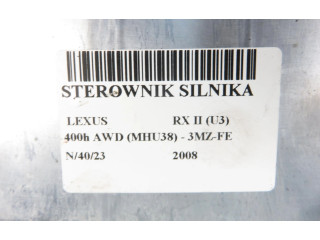 STEROWNIK SILNIKA
LEXUS RX II (U3)
400h AWD (MHU38) - 3MZ-FE
N/40/23 2008